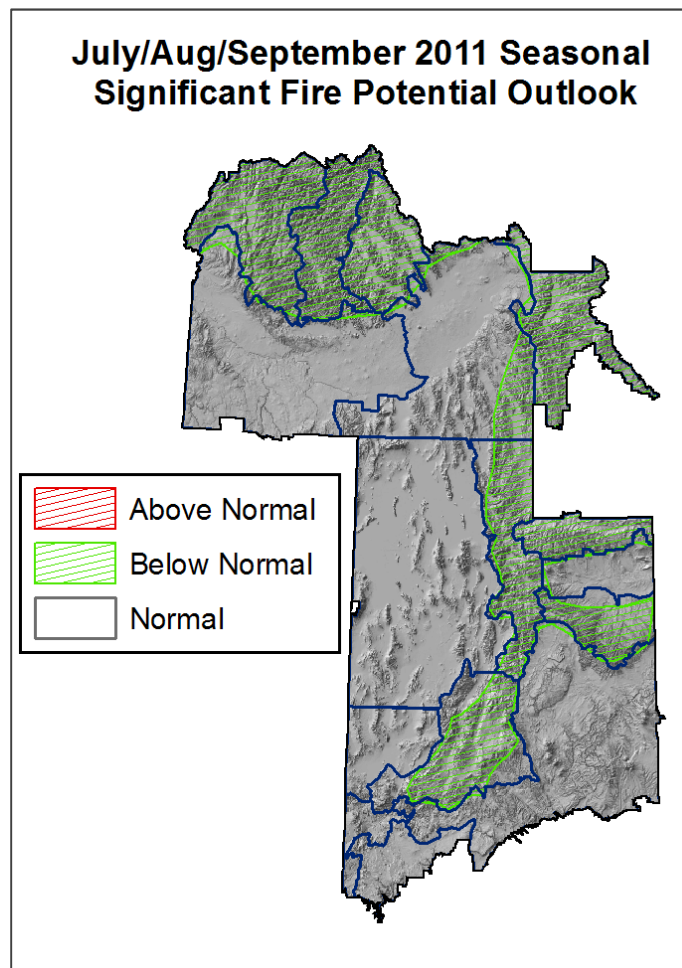 July/Aug/September 2011 Seasonal
Significant Fire Potential Outlook
Above Normal
Below Normal
Normal